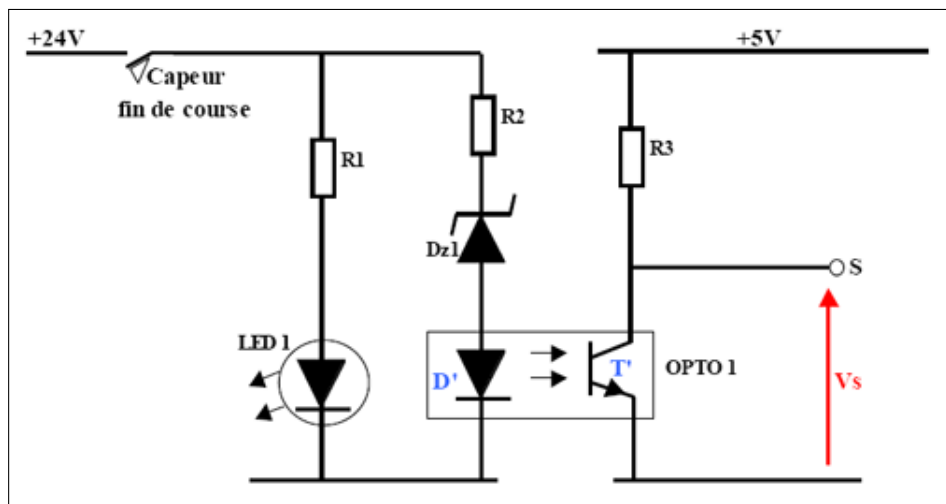 +24V
+5V
Capeur
fin de course
R2
R1
R3
Dz1
S
LED 1
D'
T'
OPTO 1
Vs